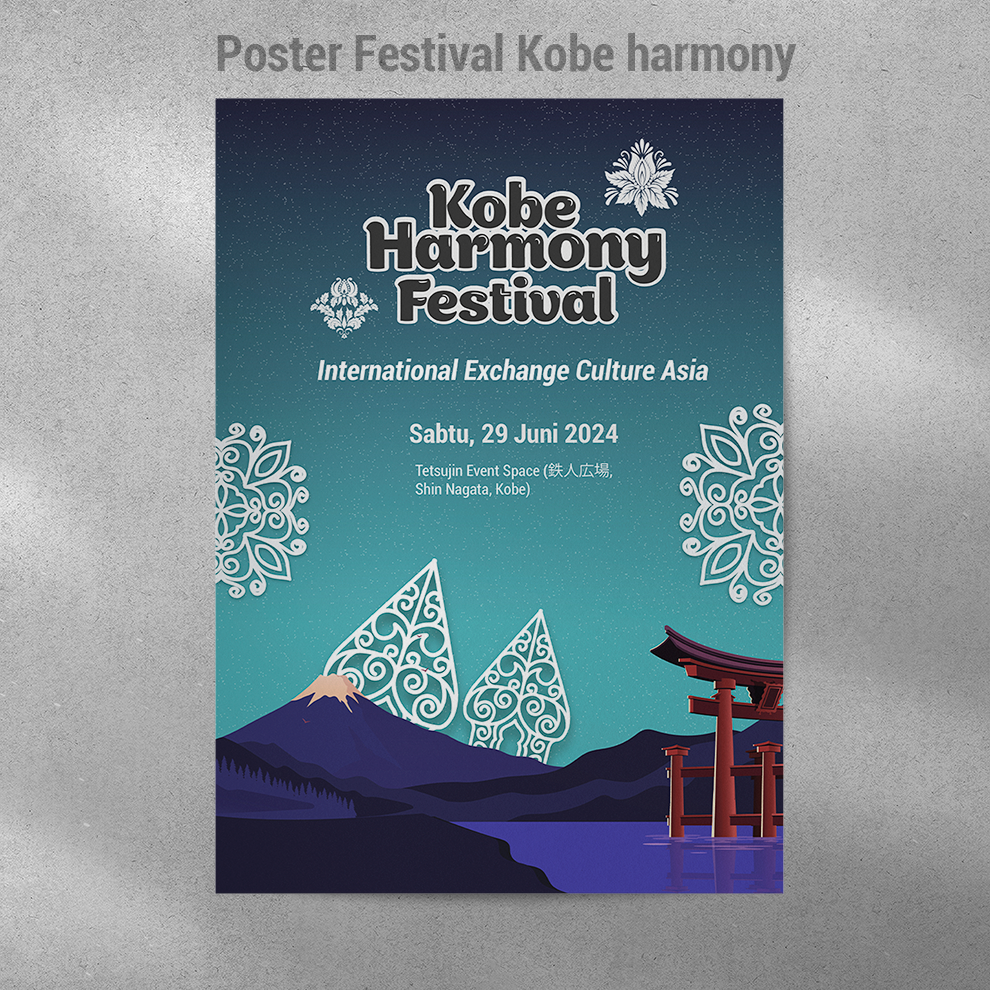 Poster Festival Kobe harmony
Kobe
Harmony
Festival
International Exchange Culture Asia
Sabtu, 29 Juni 2024
Tetsujin Event Space (鉄人広場,
Shin Nagata, Kobe)